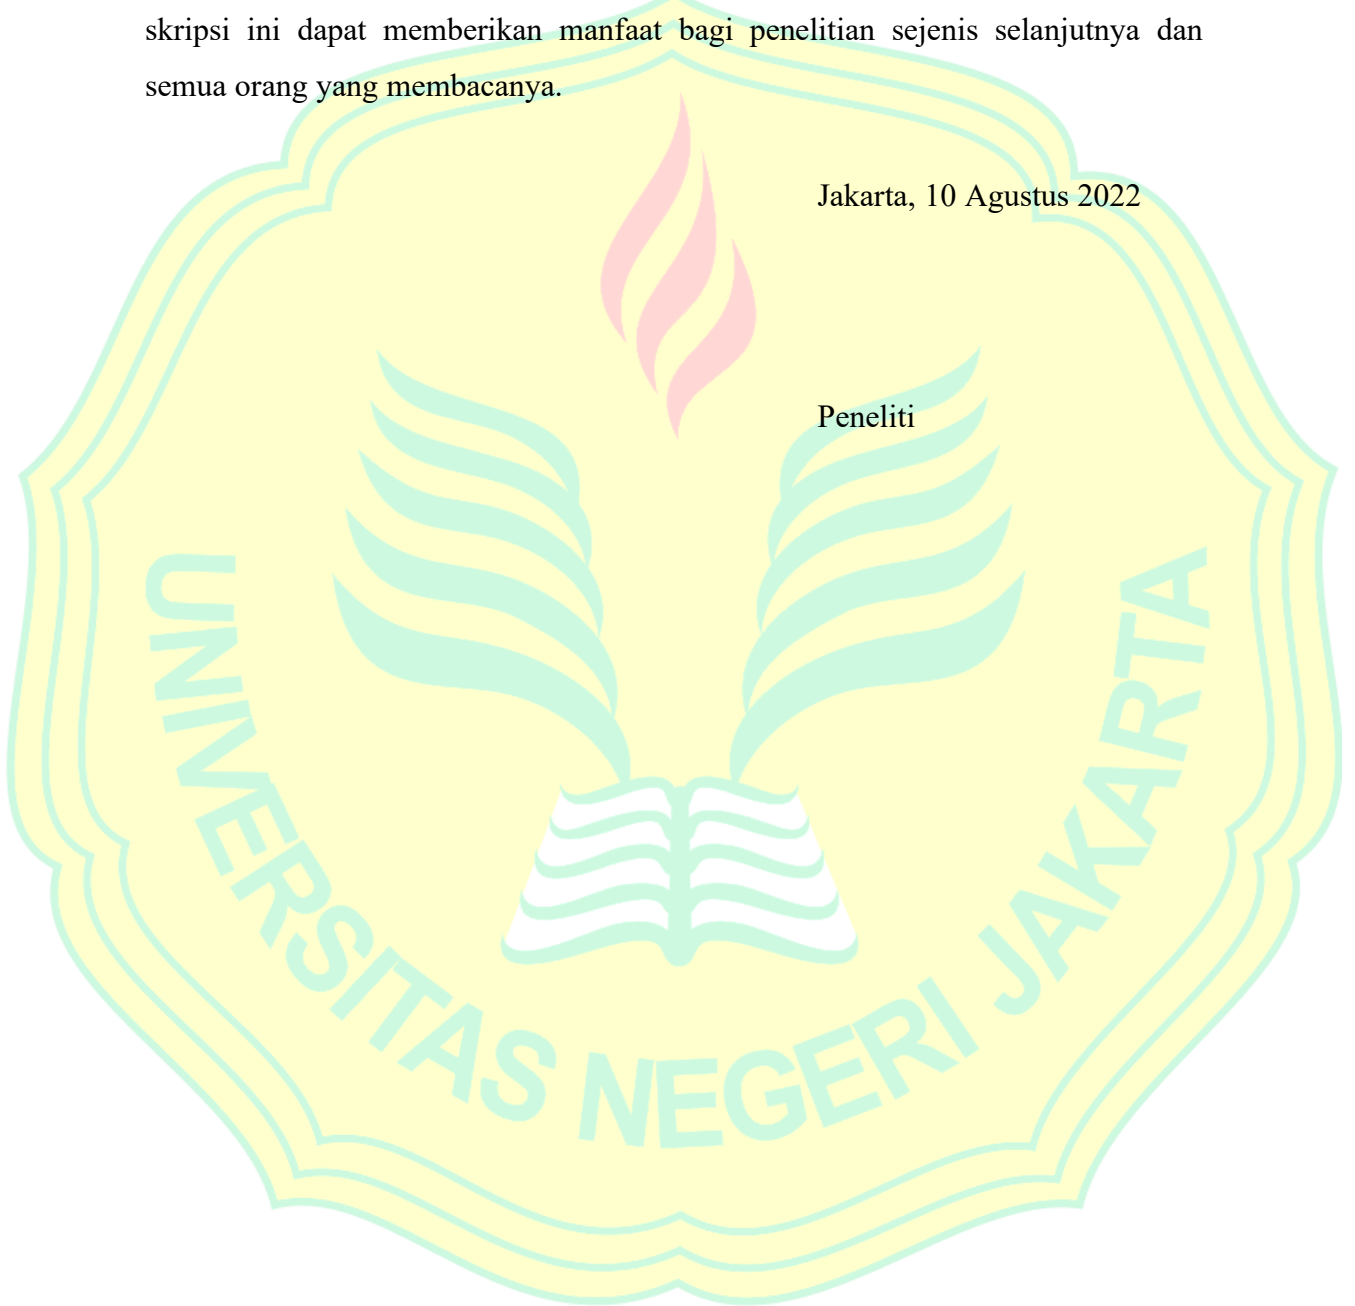 skripsi ini dapat memberikan manfaat bagi penelitian sejenis selanjutnya dan
semua orang yang membacanya.
Jakarta, 10 Agustus 2022
Peneliti
UNIVERSITAS NEGERI JAKARTA